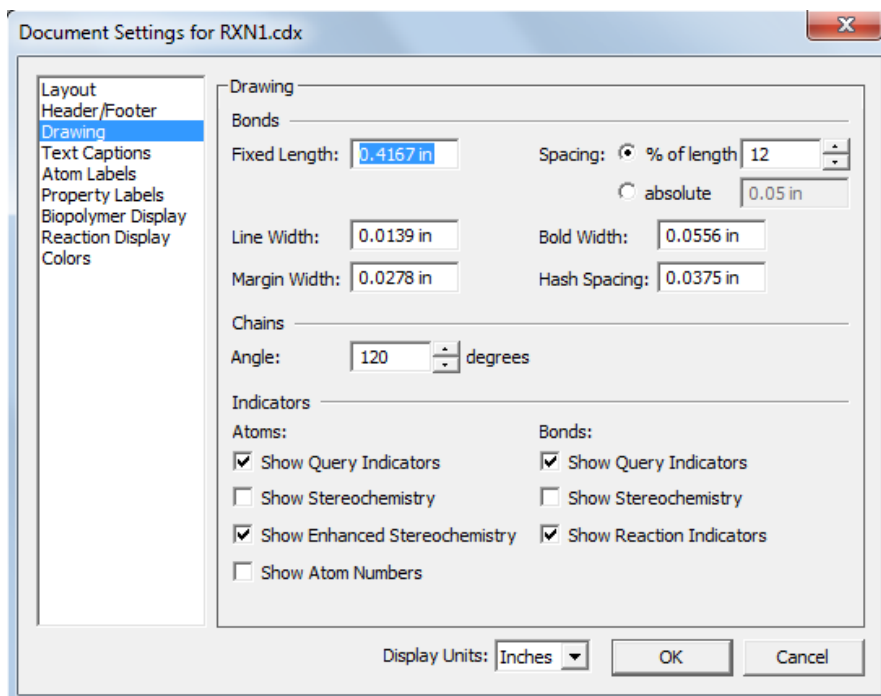 Document Settings for RXN1.cdx
x
Layout
Header/Footer
Drawing
Text Captions
Atom Labels
Property Labels
Biopolymer Display
Reaction Display
Colors
Drawing
Bonds
Fixed Length: 0.4167 in Spacing: % of length 12
absolute 0.05 in
Line Width: 0.0139 in Bold Width: 0.0556 in
Margin Width: 0.0278 in Hash Spacing: 0.0375 in
Chains
Angle: 120 degrees
Indicators
Atoms: Bonds:
Show Query Indicators Show Query Indicators
Show Stereochemistry Show Stereochemistry
Show Enhanced Stereochemistry Show Reaction Indicators
Show Atom Numbers
Display Units: Inches OK Cancel